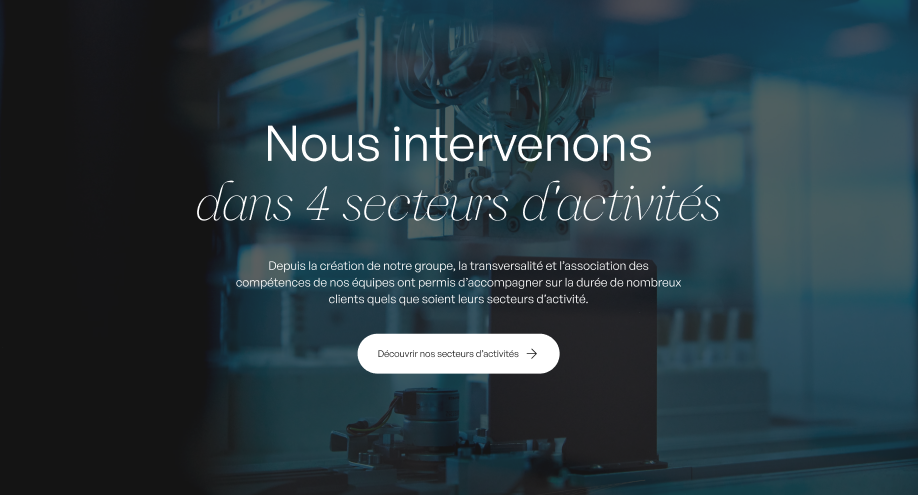 Nous intervenons
dans 4 secteurs d'activités
Depuis la création de notre groupe, la transversalité et l’association des
compétences de nos équipes ont permis d’accompagner sur la durée de nombreux
clients quels que soient leurs secteurs d’activité.
Découvrir nos secteurs d’activités